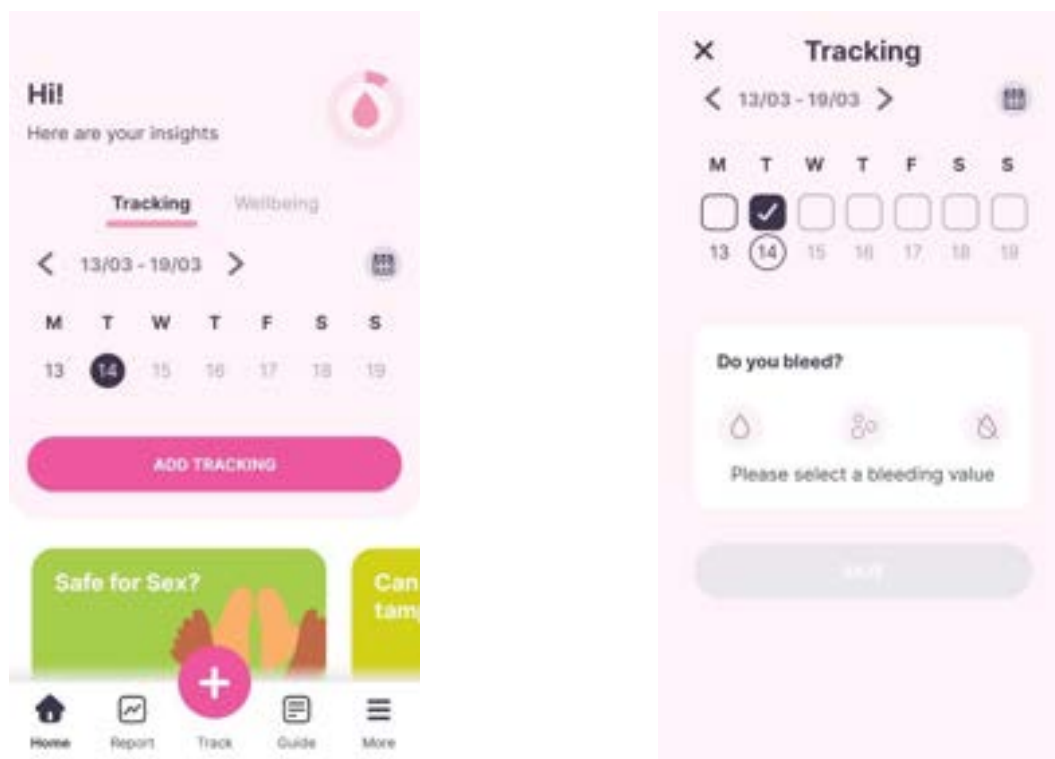 Hi!
Here are your insights
Tracking Wellbeing
13/03 - 19/03
M T W T F S S
13 14 15 16 17 18 19
ADD TRACKING
Safe for Sex?
Can
tam
Home Report Track Guide More
Tracking
13/03 - 19/03
M T W T F S S
13 14 15 16 17 18 19
Do you bleed?
Please select a bleeding value
SAVE